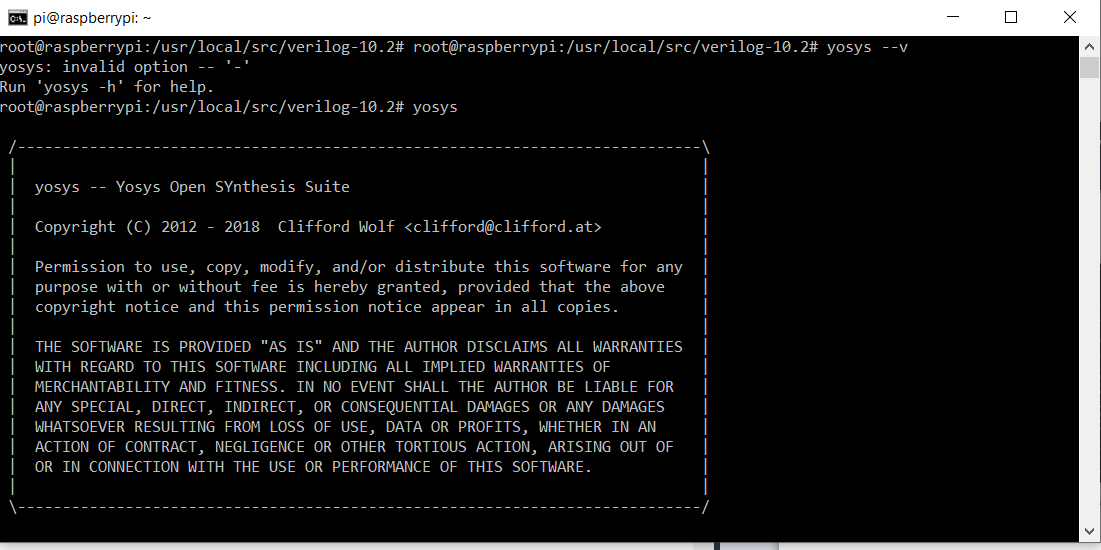 pi@raspberrypi: ~
root@raspberrypi:/usr/local/src/verilog-10.2# root@raspberrypi:/usr/local/src/verilog-10.2# yosys --v
yosys: invalid option -- '-'
Run 'yosys -h' for help.
root@raspberrypi:/usr/local/src/verilog-10.2# yosys
/----------------------------------------------------------------------------\
yosys -- Yosys Open SYnthesis Suite
Copyright (C) 2012 - 2018  Clifford Wolf <clifford@clifford.at>
Permission to use, copy, modify, and/or distribute this software for any
purpose with or without fee is hereby granted, provided that the above
copyright notice and this permission notice appear in all copies.
THE SOFTWARE IS PROVIDED "AS IS" AND THE AUTHOR DISCLAIMS ALL WARRANTIES
WITH REGARD TO THIS SOFTWARE INCLUDING ALL IMPLIED WARRANTIES OF
MERCHANTABILITY AND FITNESS. IN NO EVENT SHALL THE AUTHOR BE LIABLE FOR
ANY SPECIAL, DIRECT, INDIRECT, OR CONSEQUENTIAL DAMAGES OR ANY DAMAGES
WHATSOEVER RESULTING FROM LOSS OF USE, DATA OR PROFITS, WHETHER IN AN
ACTION OF CONTRACT, NEGLIGENCE OR OTHER TORTIOUS ACTION, ARISING OUT OF
OR IN CONNECTION WITH THE USE OR PERFORMANCE OF THIS SOFTWARE.
\----------------------------------------------------------------------------/